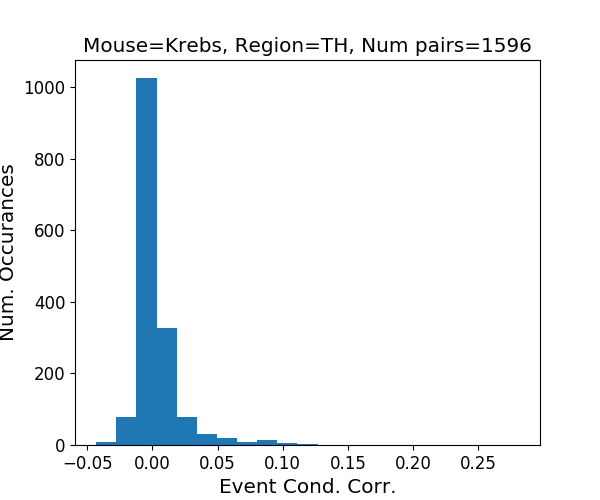 Mouse=Krebs, Region=TH, Num pairs=1596
Num. Occurances
1000
800
600
400
200
0
−0.05 0.00 0.05 0.10 0.15 0.20 0.25
Event Cond. Corr.